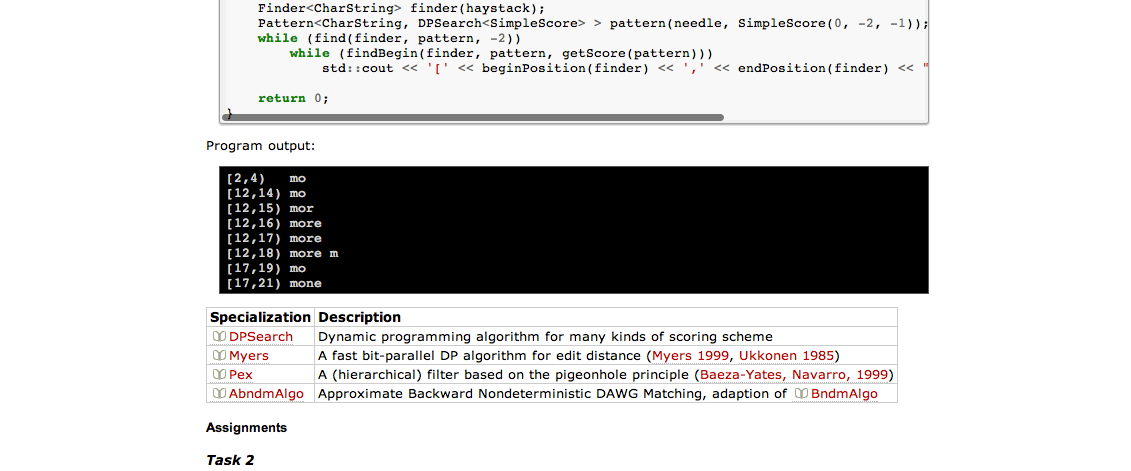 Finder<CharString> finder(haystack);
Pattern<CharString, DPSearch<SimpleScore> > pattern(needle, SimpleScore(0, -2, -1));
while (find(finder, pattern, -2))
while (findBegin(finder, pattern, getScore(pattern)))
std::cout << '[' << beginPosition(finder) << ',' << endPosition(finder) << "
return 0;
}
Program output:
[2,4)   mo
[12,14) mo
[12,15) mor
[12,16) more
[12,17) more
[12,18) more m
[17,19) mo
[17,21) mone
Specialization Description
DPSearch Dynamic programming algorithm for many kinds of scoring scheme
Myers A fast bit-parallel DP algorithm for edit distance (Myers 1999, Ukkonen 1985)
Pex A (hierarchical) filter based on the pigeonhole principle (Baeza-Yates, Navarro, 1999)
AbndmAlgo Approximate Backward Nondeterministic DAWG Matching, adaption of BndmAlgo
Assignments
Task 2